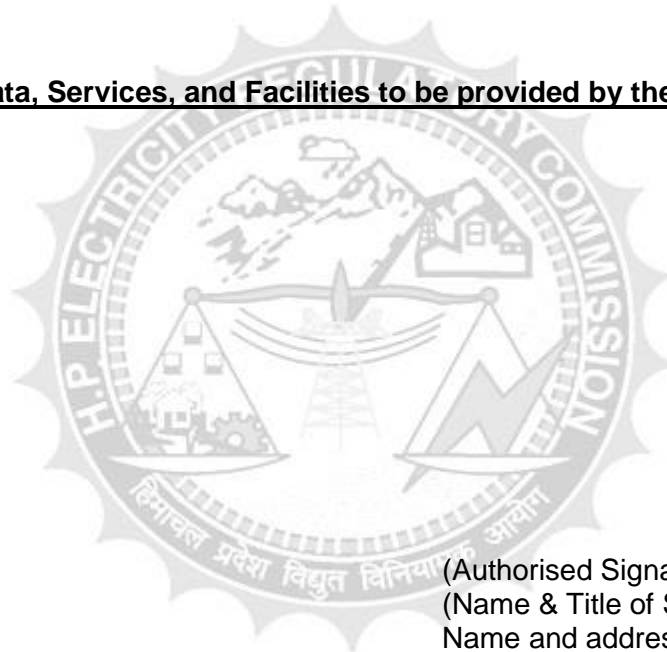 ata, Services, and Facilities to be provided by the
H.P. ELECTRICITY REGULATORY COMMISSION
हिमाचल प्रदेश विद्युत विनियामक आयोग
(Authorised Signa
(Name & Title of S
Name and addres